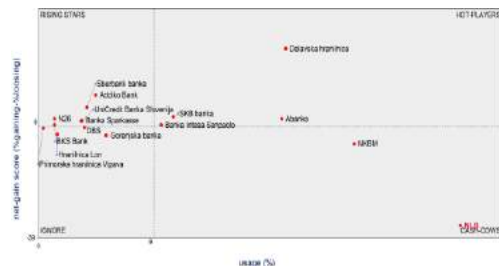 RISING STARS
HOT-PLAYERS
Delavska hranilnica
Sberbank banka
Addiko Bank
UniCredit Banka Slovenija
N26
Banka Sparkasse
SKB banka
Abanka
Banka Intesa Sanpaolo
DBS
Gorenjska banka
BKS Bank
NKBM
Hranilnica Lon
Primorska hranilnica Vipava
NLB
IGNORE
CASH-COWS
usage (%)
net-gain score (%gaining-%loosing)